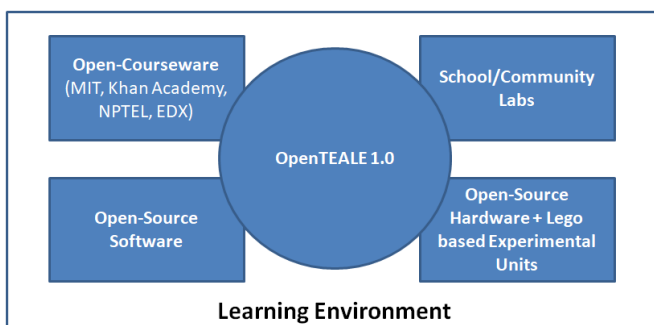 Open-Courseware
(MIT, Khan Academy,
NPTEL, EDX)
School/Community
Labs
OpenTEALE 1.0
Open-Source
Software
Open-Source
Hardware + Lego
based Experimental
Units
Learning Environment